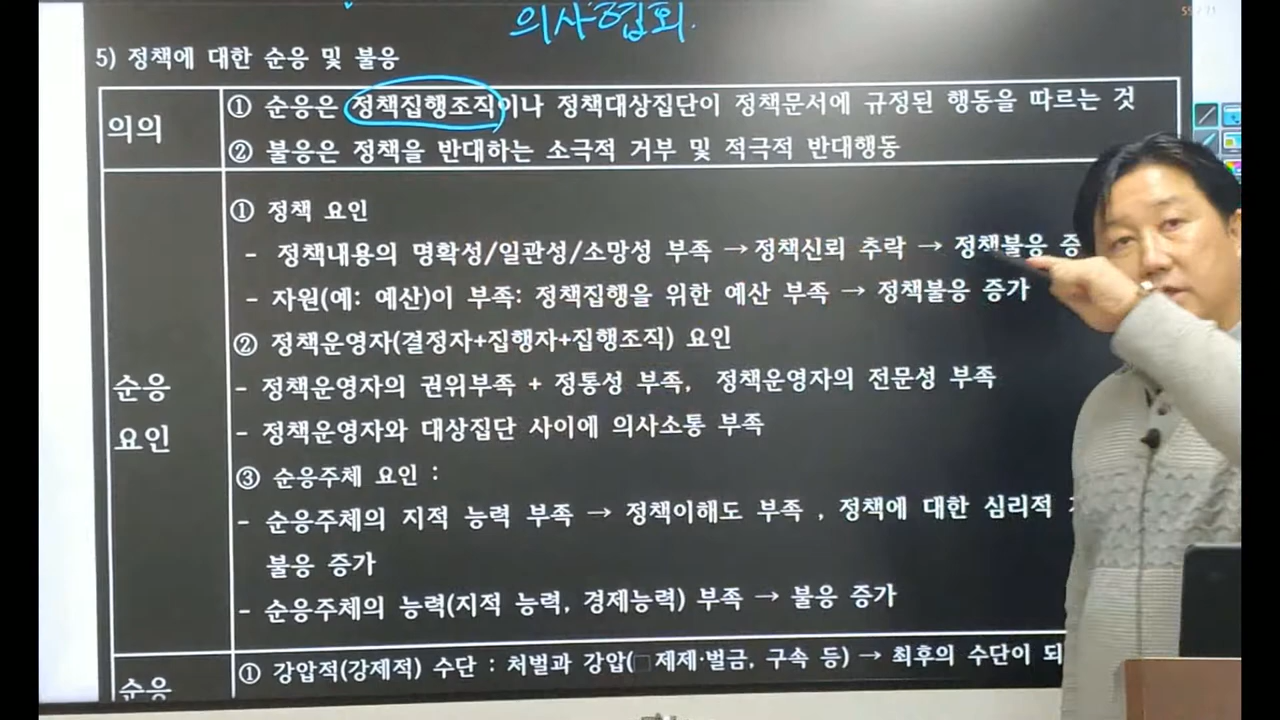 의사협회.
55 / 71
5) 정책에 대한 순응 및 불응
의의
① 순응은 정책집행조직이나 정책대상집단이 정책문서에 규정된 행동을 따르는 것
② 불응은 정책을 반대하는 소극적 거부 및 적극적 반대행동
순응
요인
① 정책 요인
- 정책내용의 명확성/일관성/소망성 부족 → 정책신뢰 추락 → 정책불응 증
- 자원(예: 예산)이 부족: 정책집행을 위한 예산 부족 → 정책불응 증가
② 정책운영자(결정자+집행자+집행조직) 요인
- 정책운영자의 권위부족 + 정통성 부족, 정책운영자의 전문성 부족
- 정책운영자와 대상집단 사이에 의사소통 부족
③ 순응주체 요인 :
- 순응주체의 지적 능력 부족 → 정책이해도 부족 , 정책에 대한 심리적
불응 증가
- 순응주체의 능력(지적 능력, 경제능력) 부족 → 불응 증가
순응
① 강압적(강제적) 수단 : 처벌과 강압(□ 제제·벌금, 구속 등) → 최후의 수단이 되